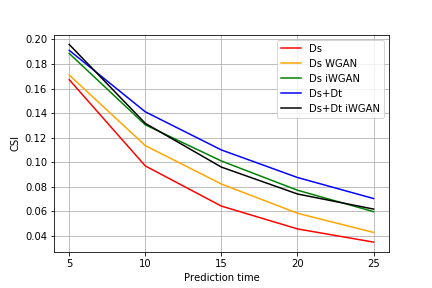 0.20
0.18
0.16
0.14
0.12
0.10
0.08
0.06
0.04
CSI
5 10 15 20 25
Prediction time
Ds
Ds WGAN
Ds iWGAN
Ds+Dt
Ds+Dt iWGAN